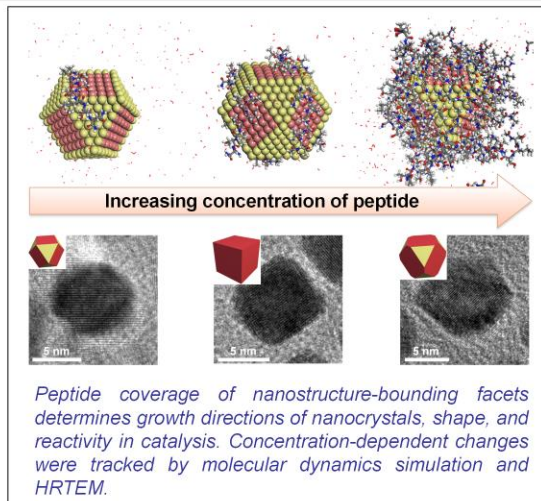 Increasing concentration of peptide
5 nm
5 nm
5 nm
Peptide coverage of nanostructure-bounding facets
determines growth directions of nanocrystals, shape, and
reactivity in catalysis. Concentration-dependent changes
were tracked by molecular dynamics simulation and
HRTEM.